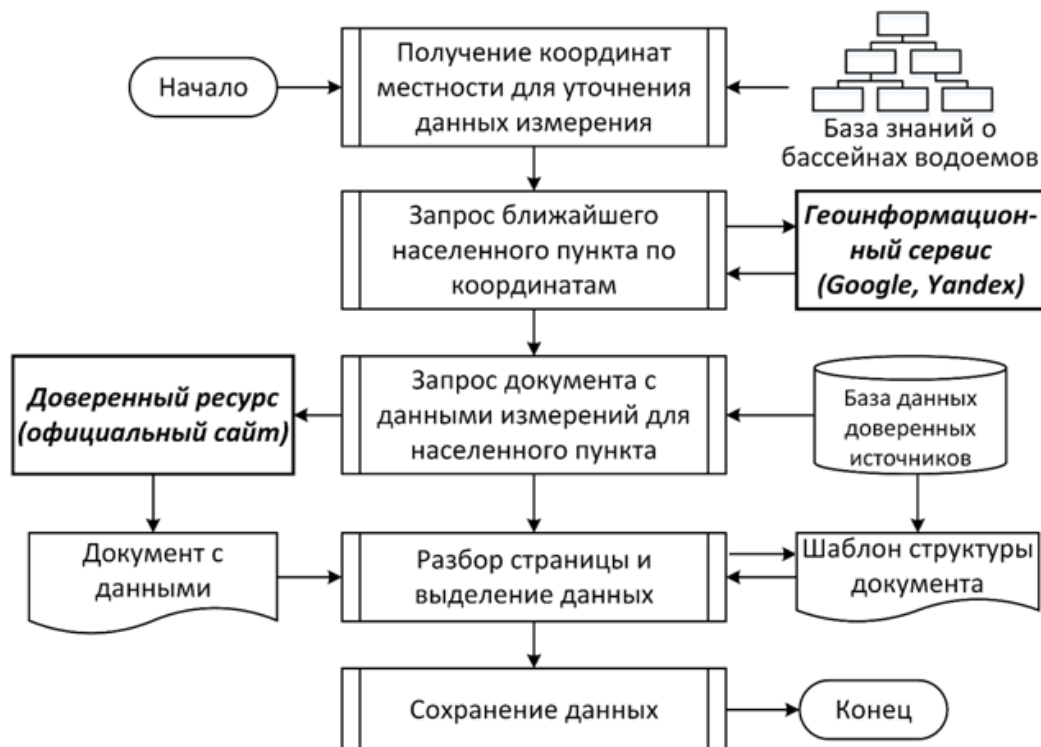 Начало
Получение координат
местности для уточнения
данных измерения
База знаний о
бассейнах водоемов
Запрос ближайшего
населенного пункта по
координатам
Геоинформацион-
ный сервис
(Google, Yandex)
Доверенный ресурс
(официальный сайт)
Запрос документа с
данными измерений для
населенного пункта
База данных
доверенных
источников
Документ с
данными
Разбор страницы и
выделение данных
Шаблон структуры
документа
Сохранение данных
Конец